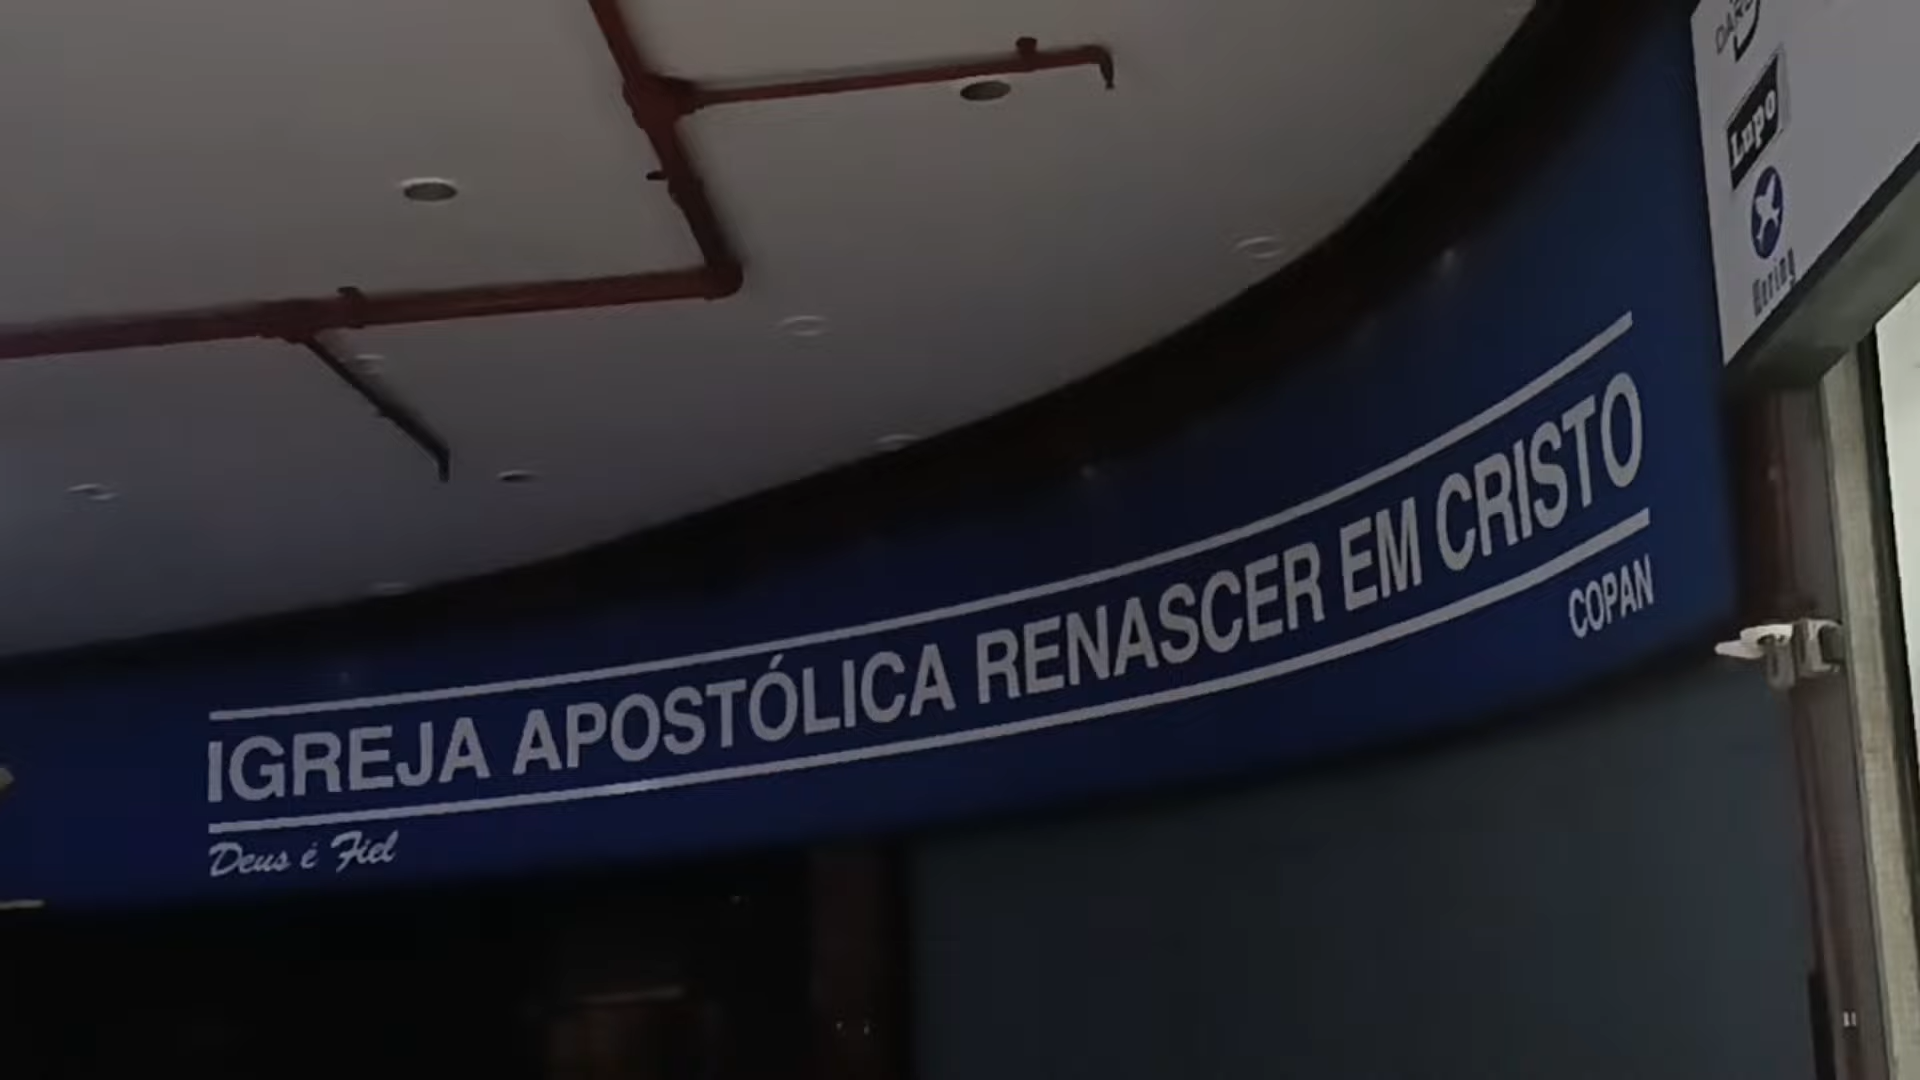 IGREJA APOSTÓLICA RENASCER EM CRISTO
COPAN
Deus é Fiel
Lupo
Hering